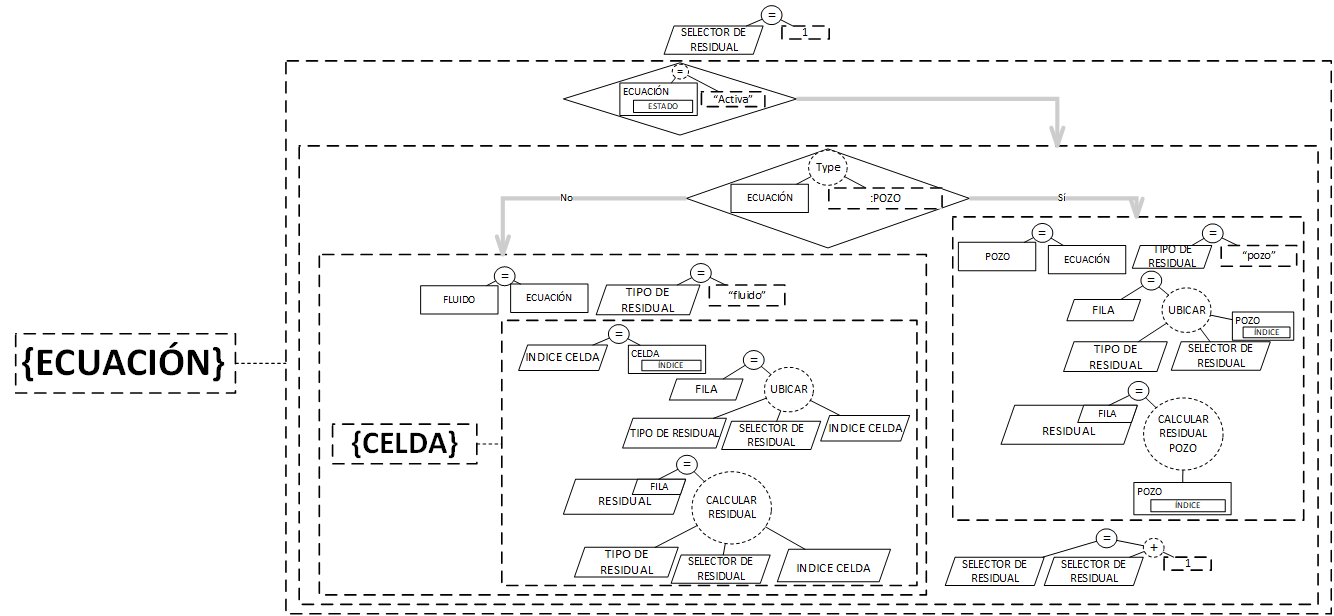 =
SELECTOR DE
RESIDUAL
1
=
ECUACIÓN
ESTADO
“Activa”
Type
ECUACIÓN
:POZO
No
Sí
=
POZO
ECUACIÓN
=
TIPO DE
RESIDUAL
“pozo”
=
FILA
UBICAR
POZO
ÍNDICE
TIPO DE
RESIDUAL
SELECTOR DE
RESIDUAL
=
FILA
RESIDUAL
CALCULAR
RESIDUAL
POZO
POZO
ÍNDICE
=
FLUIDO
ECUACIÓN
=
TIPO DE
RESIDUAL
“fluido”
{ECUACIÓN}
=
INDICE CELDA
CELDA
ÍNDICE
=
FILA
UBICAR
TIPO DE RESIDUAL
SELECTOR DE
RESIDUAL
INDICE CELDA
{CELDA}
=
FILA
RESIDUAL
CALCULAR
RESIDUAL
TIPO DE
RESIDUAL
SELECTOR DE
RESIDUAL
INDICE CELDA
=
SELECTOR DE
RESIDUAL
+
SELECTOR DE
RESIDUAL
1